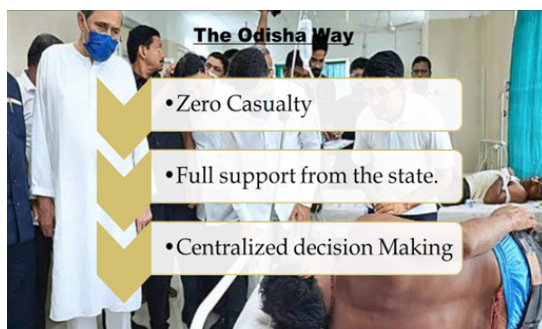 The Odisha Way
•Zero Casualty
•Full support from the state.
•Centralized decision Making